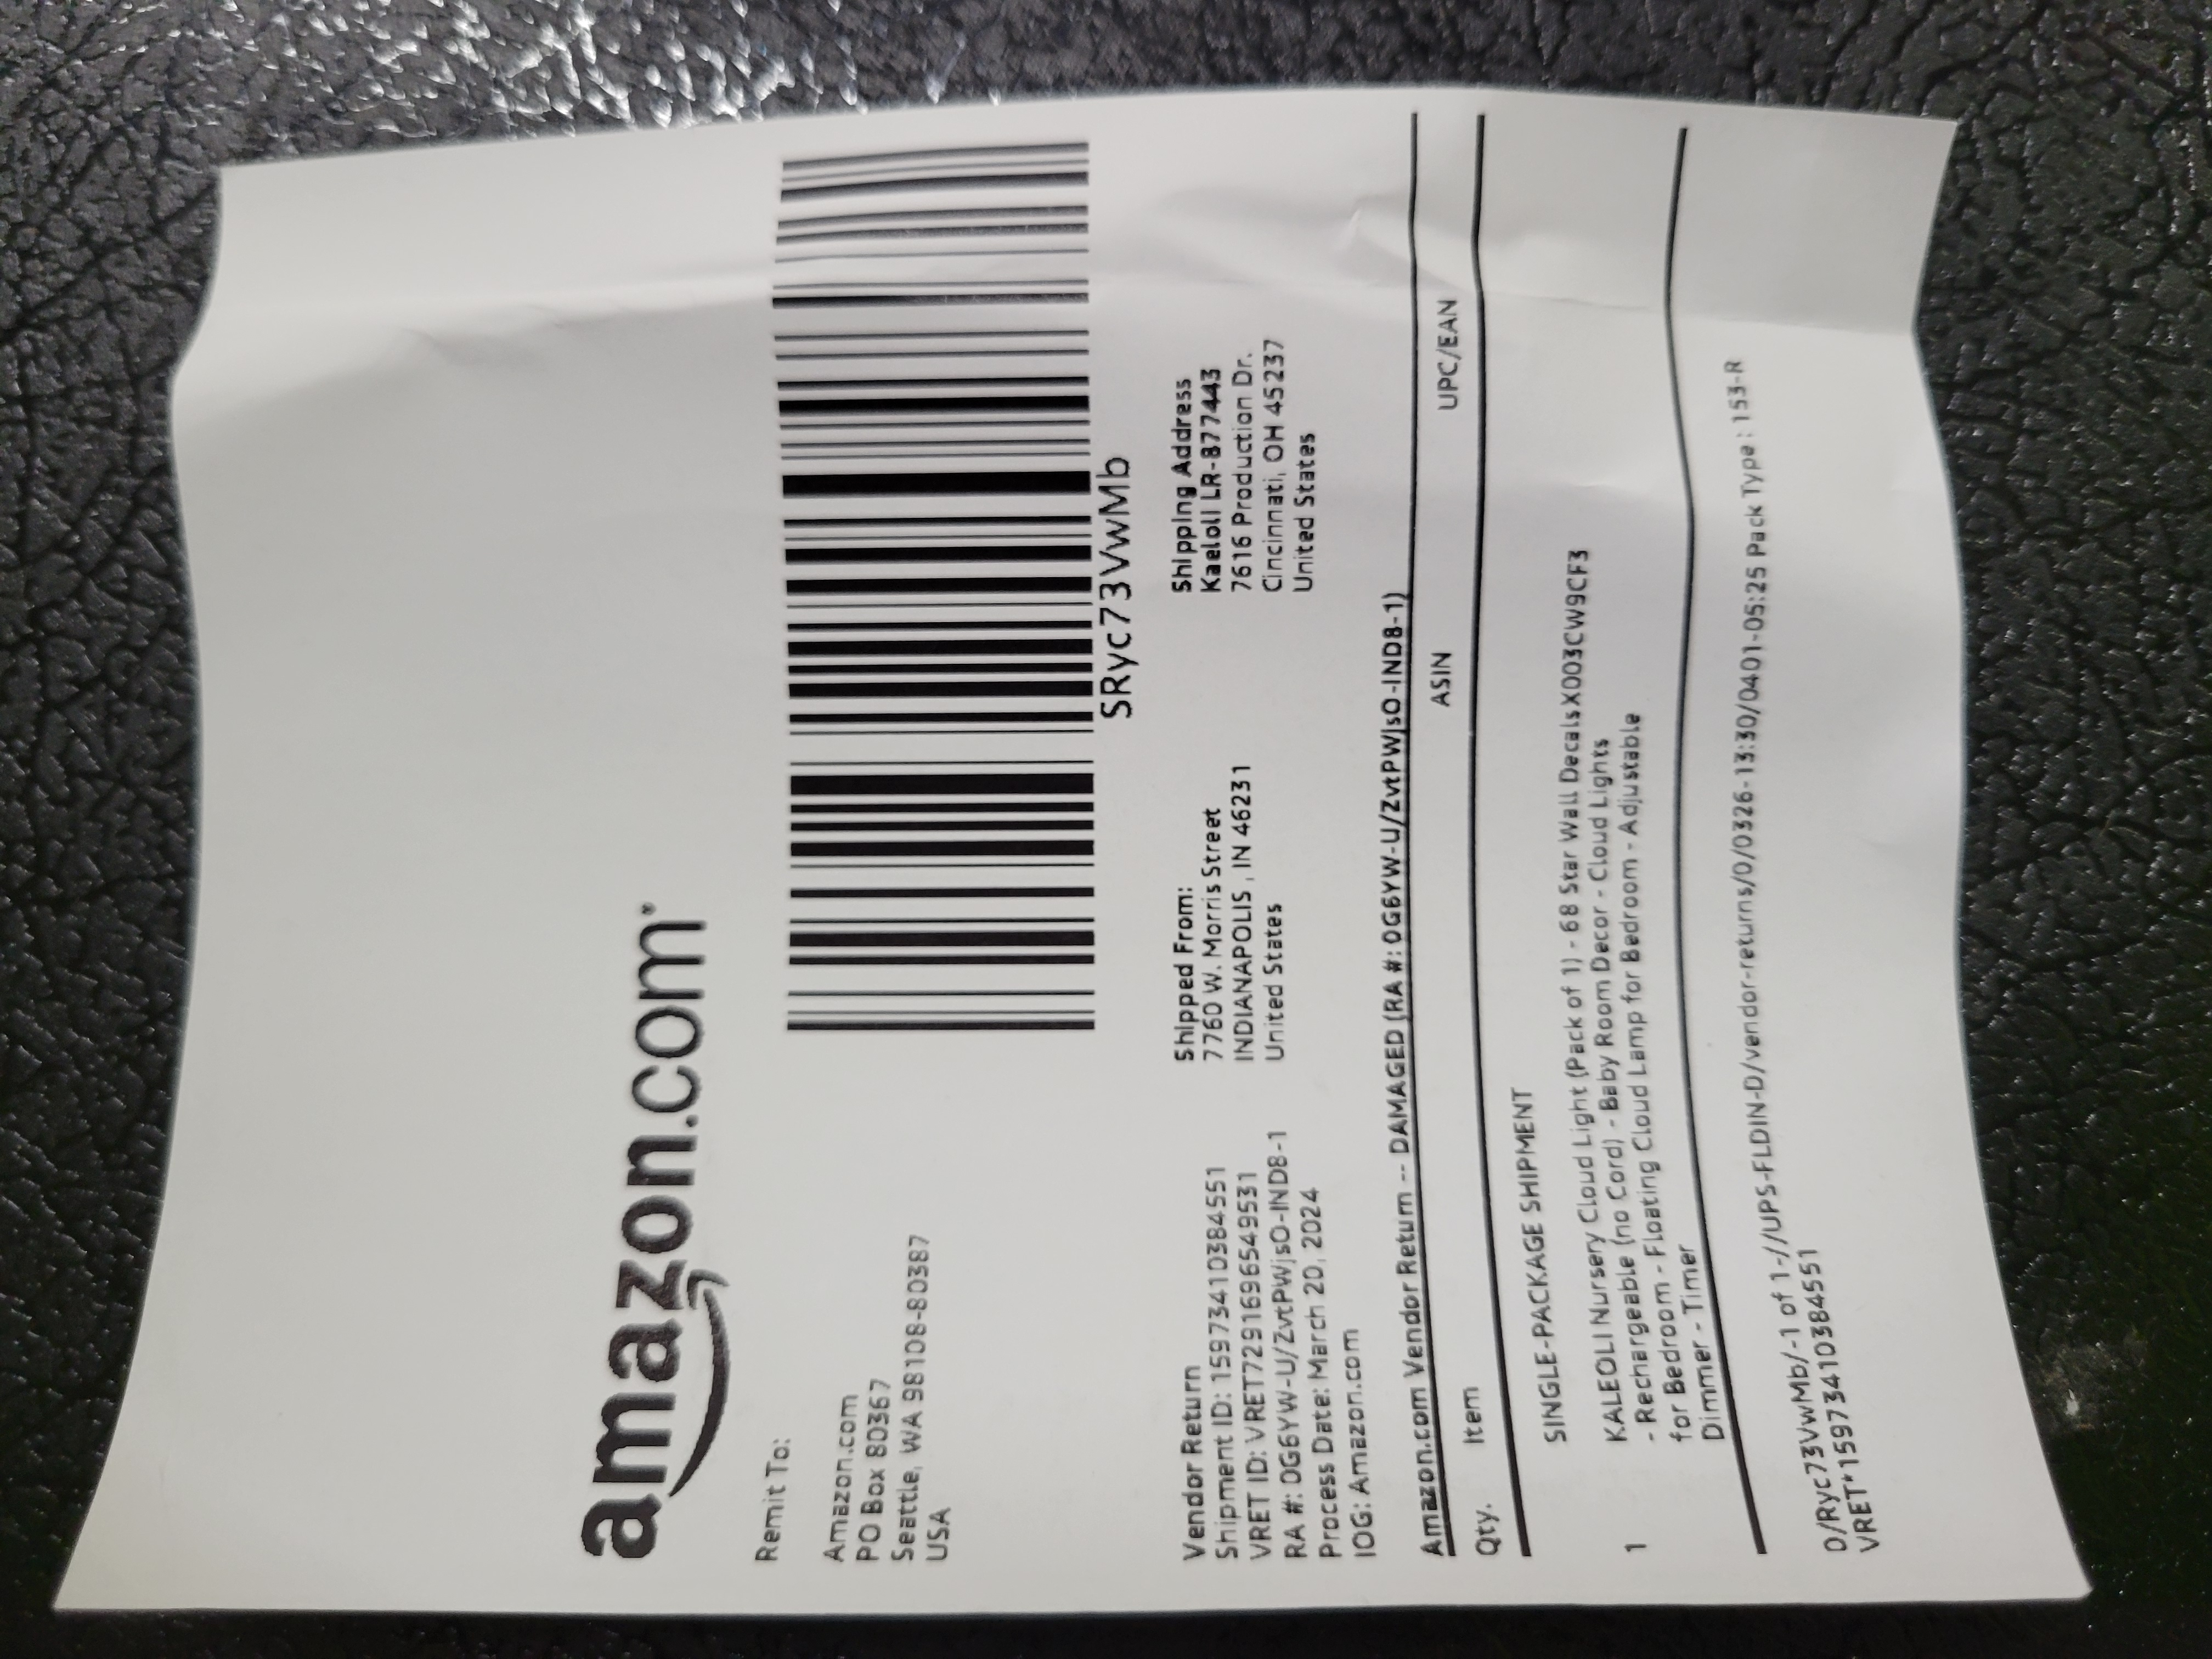 amazon.com
Remit To:
Amazon.com
PO Box 80367
Seattle, WA 98108-80387
USA
SRyc73VwMb
Vendor Return
Shipment ID: 15973410384551
VRET ID: VRET7291696549531
RA #: 0G6YW-U/ZvtPWjsO-IND8-1
Process Date: March 20, 2024
IOG: Amazon.com
Shipped From:
7760 W. Morris Street
INDIANAPOLIS , IN 46231
United States
Shipping Address
Kaeloli LR-877443
7616 Production Dr.
Cincinnati, OH 45237
United States
Amazon.com Vendor Return -- DAMAGED (RA #: 0G6YW-U/ZvtPWjsO-IND8-1)
Qty. Item ASIN UPC/EAN
SINGLE-PACKAGE SHIPMENT
1 KALEOLI Nursery Cloud Light (Pack of 1) - 68 Star Wall DecalsX003CW9CF3
- Rechargeable (no Cord) - Baby Room Decor - Cloud Lights
for Bedroom - Floating Cloud Lamp for Bedroom - Adjustable
Dimmer - Timer
0/Ryc73VwMb/-1 of 1-//UPS-FLDIN-D/vendor-returns/0/0326-13:30/0401-05:25 Pack Type : 153-R
VRET*15973410384551